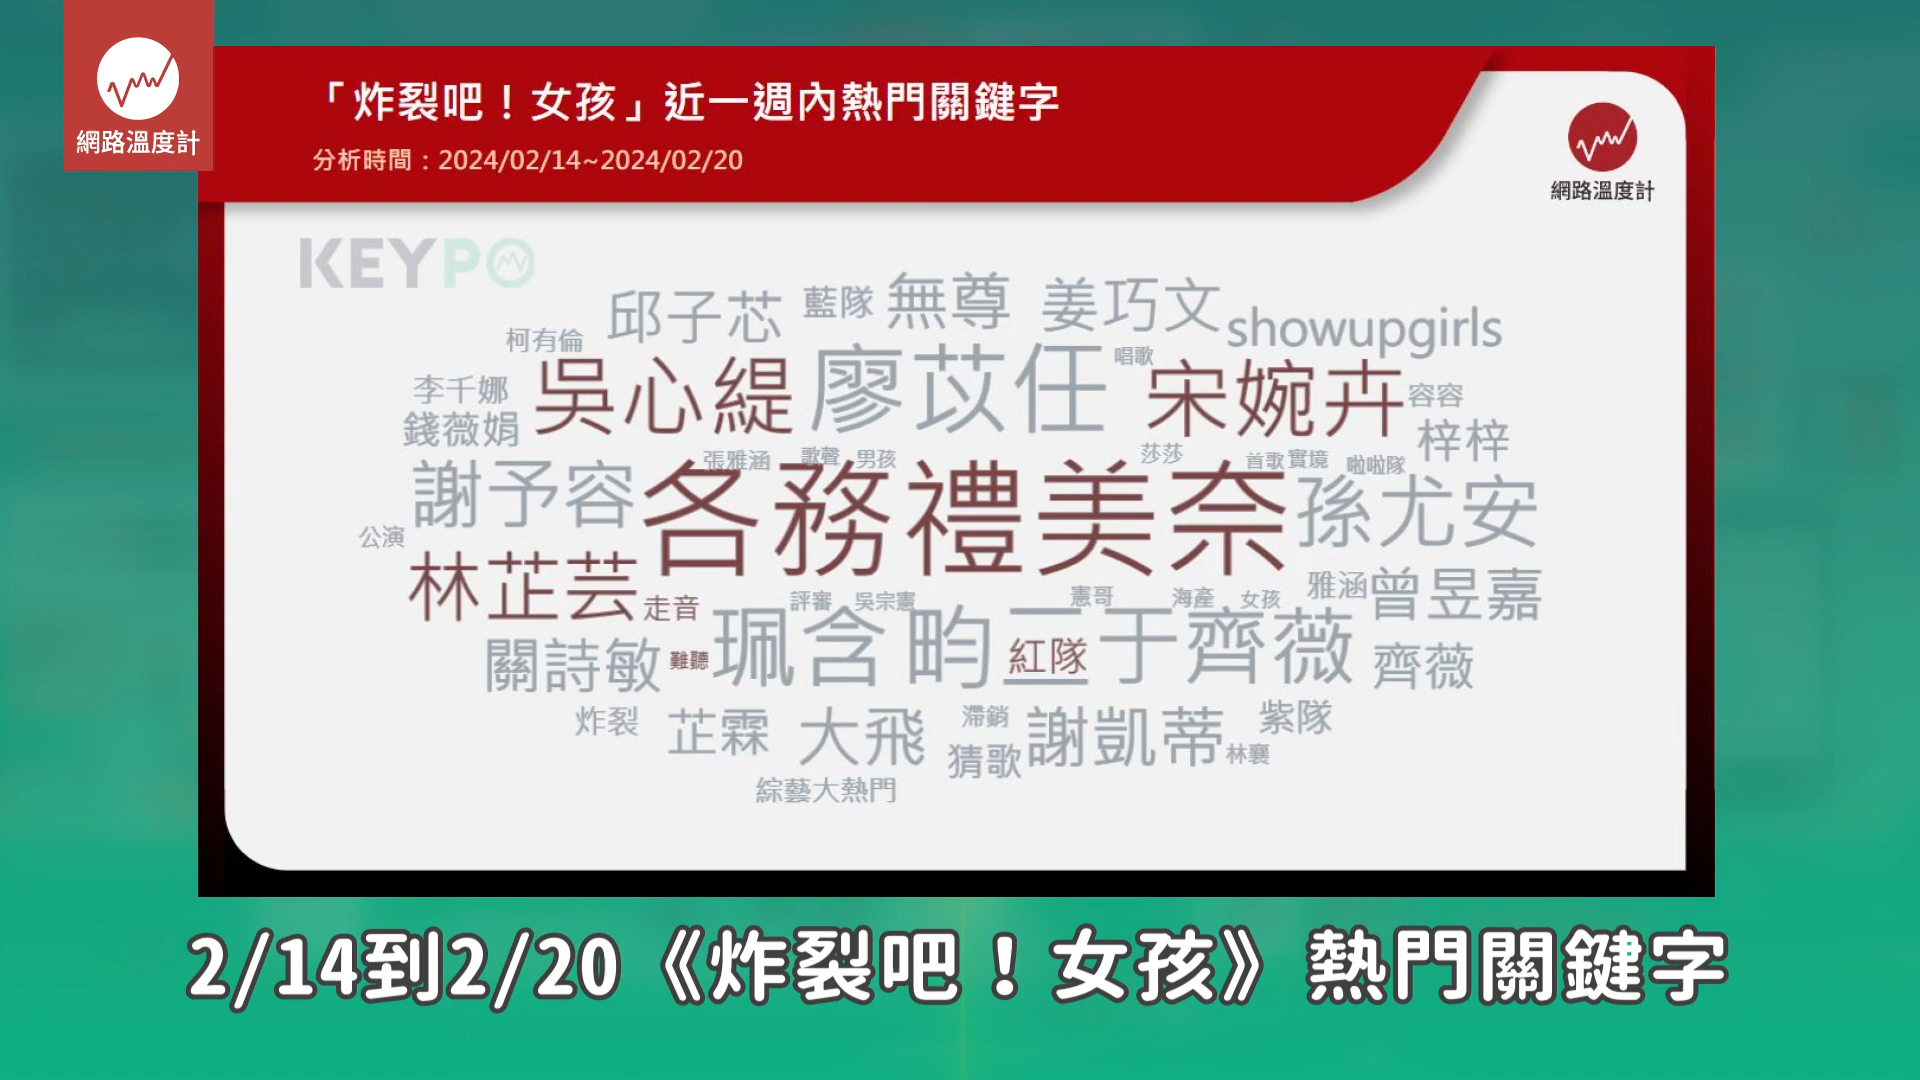 網路溫度計
「炸裂吧！女孩」近一週內熱門關鍵字
分析時間：2024/02/14~2024/02/20
網路溫度計
KEYPO
邱子芯 藍隊 無尊 姜巧文 showupgirls
柯有倫 唱歌
李千娜 吳心緹 廖苡任 宋婉卉 容容
錢薇娟 梓梓
張雅涵 歌聲 男孩 莎莎 首歌 實境 啦啦隊
謝予容 各務禮美奈 孫尤安
公演
林芷芸 走音 評審 吳宗憲 憲哥 海產 女孩 雅涵 曾昱嘉
關詩敏 難聽 珮含 畇二 紅隊 于齊薇 齊薇
炸裂 芷霖 大飛 滯銷 謝凱蒂 紫隊
猜歌 林襄
綜藝大熱門
2/14到2/20《炸裂吧！女孩》熱門關鍵字